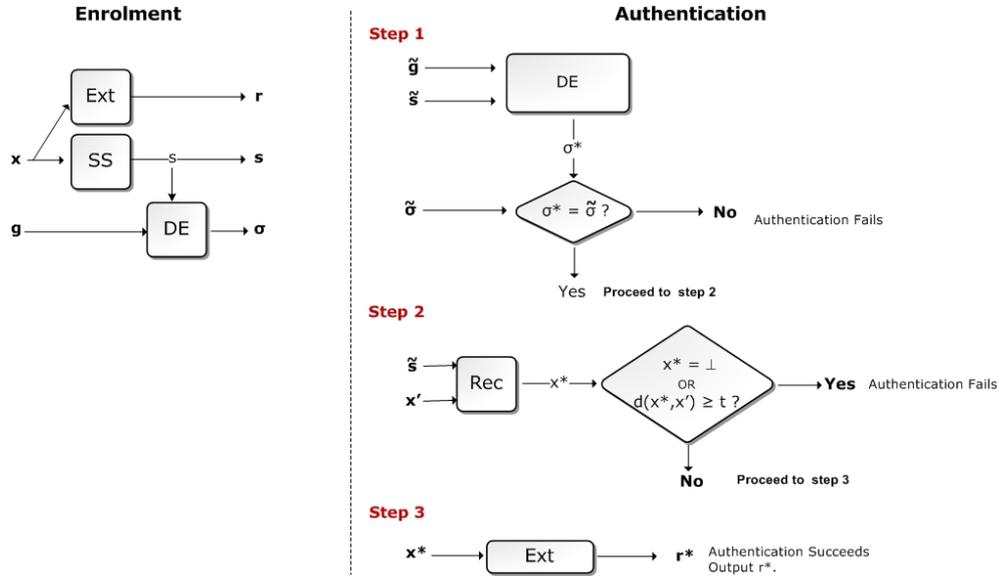 Enrolment
Ext
r
x
SS
s
s
g
DE
σ
Authentication
Step 1
g̃
s̃
DE
σ*
σ̃
σ* = σ̃ ?
No
Authentication Fails
Yes
Proceed to step 2
Step 2
s̃
x′
Rec
x*
x* = ⊥
OR
d(x*,x′) ≥ t ?
Yes
Authentication Fails
No
Proceed to step 3
Step 3
x*
Ext
r*
Authentication Succeeds
Output r*.